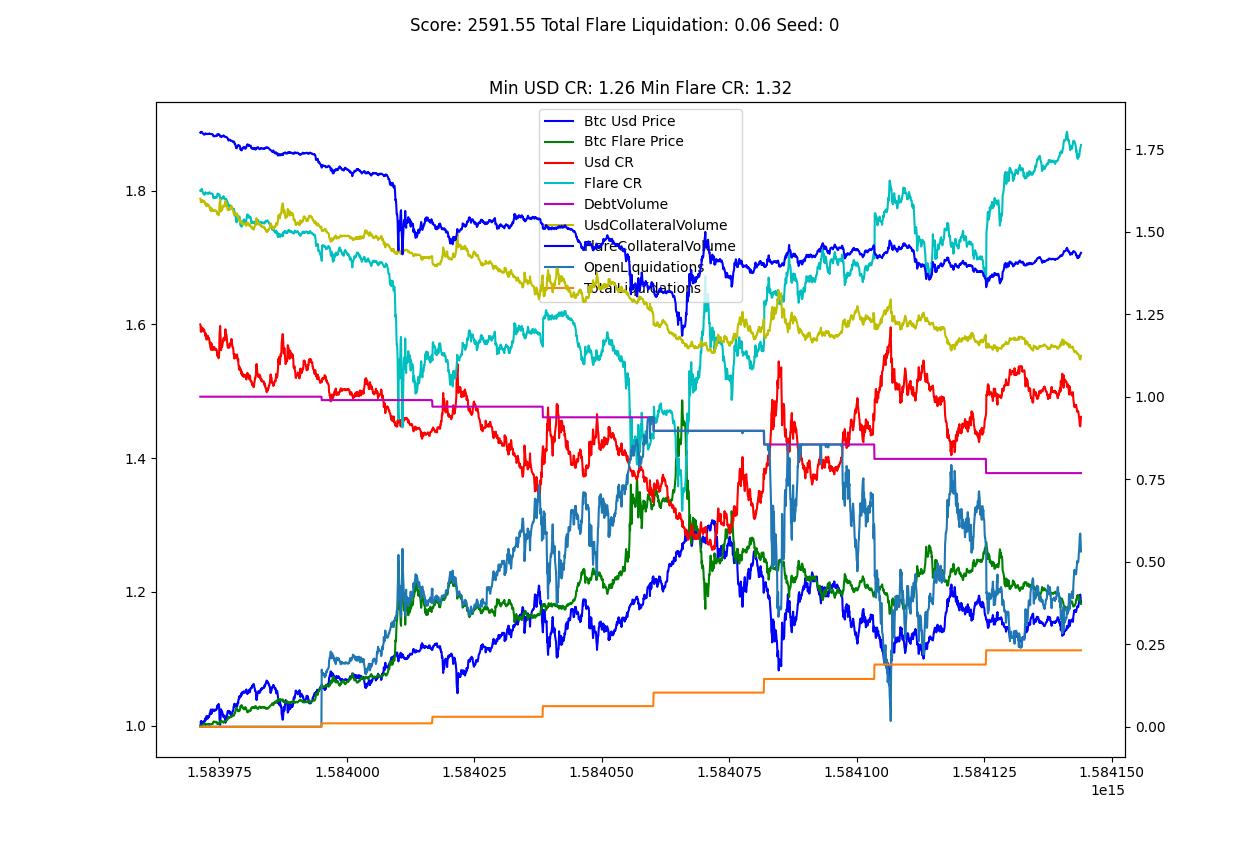 Score: 2591.55 Total Flare Liquidation: 0.06 Seed: 0
Min USD CR: 1.26 Min Flare CR: 1.32
Btc Usd Price
Btc Flare Price
Usd CR
Flare CR
DebtVolume
UsdCollateralVolume
FlareCollateralVolume
OpenLiquidations
TotalLiquidations
1.8
1.6
1.4
1.2
1.0
1.75
1.50
1.25
1.00
0.75
0.50
0.25
0.00
1.583975 1.584000 1.584025 1.584050 1.584075 1.584100 1.584125 1.584150
1e15